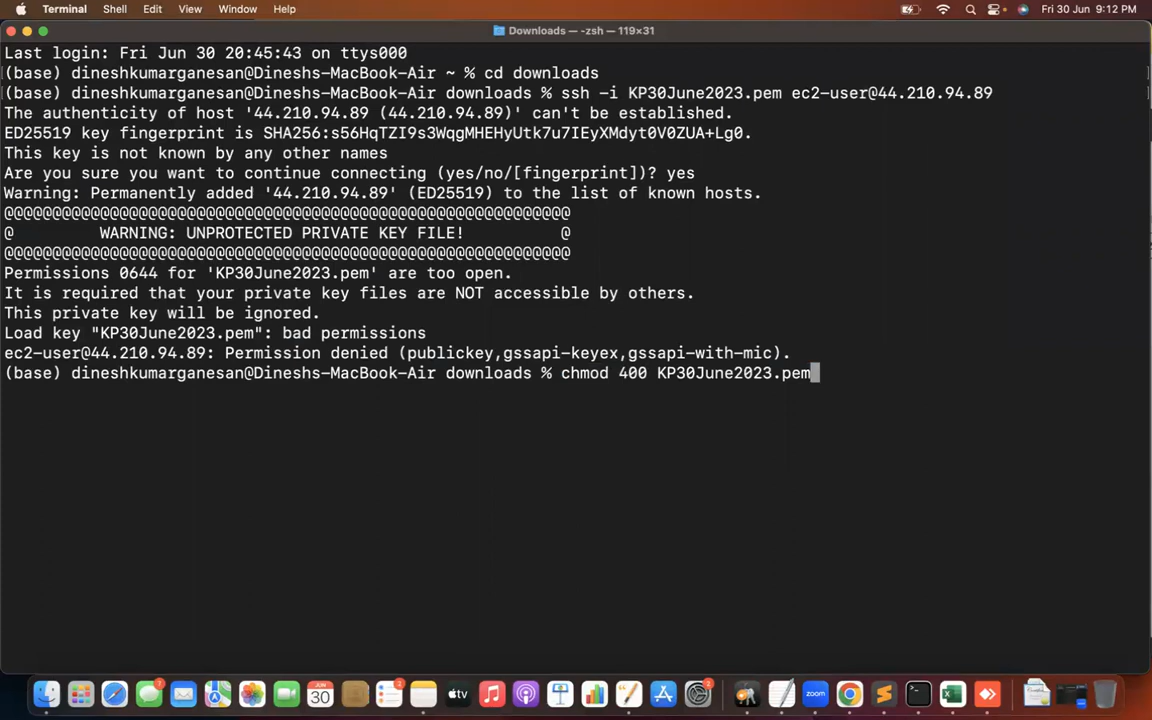 Terminal Shell Edit View Window Help Fri 30 Jun 9:12 PM
Downloads — -zsh — 119×31
Last login: Fri Jun 30 20:45:43 on ttys000
(base) dineshkumarganesan@Dineshs-MacBook-Air ~ % cd downloads
(base) dineshkumarganesan@Dineshs-MacBook-Air downloads % ssh -i KP30June2023.pem ec2-user@44.210.94.89
The authenticity of host '44.210.94.89 (44.210.94.89)' can't be established.
ED25519 key fingerprint is SHA256:s56HqTZI9s3WqgMHEHyUtk7u7IEyXMdyt0V0ZUA+Lg0.
This key is not known by any other names
Are you sure you want to continue connecting (yes/no/[fingerprint])? yes
Warning: Permanently added '44.210.94.89' (ED25519) to the list of known hosts.
@@@@@@@@@@@@@@@@@@@@@@@@@@@@@@@@@@@@@@@@@@@@@@@@@@@@@@@@@@@
@         WARNING: UNPROTECTED PRIVATE KEY FILE!          @
@@@@@@@@@@@@@@@@@@@@@@@@@@@@@@@@@@@@@@@@@@@@@@@@@@@@@@@@@@@
Permissions 0644 for 'KP30June2023.pem' are too open.
It is required that your private key files are NOT accessible by others.
This private key will be ignored.
Load key "KP30June2023.pem": bad permissions
ec2-user@44.210.94.89: Permission denied (publickey,gssapi-keyex,gssapi-with-mic).
(base) dineshkumarganesan@Dineshs-MacBook-Air downloads % chmod 400 KP30June2023.pem
7 JUN 30 2 tv 2 zoom